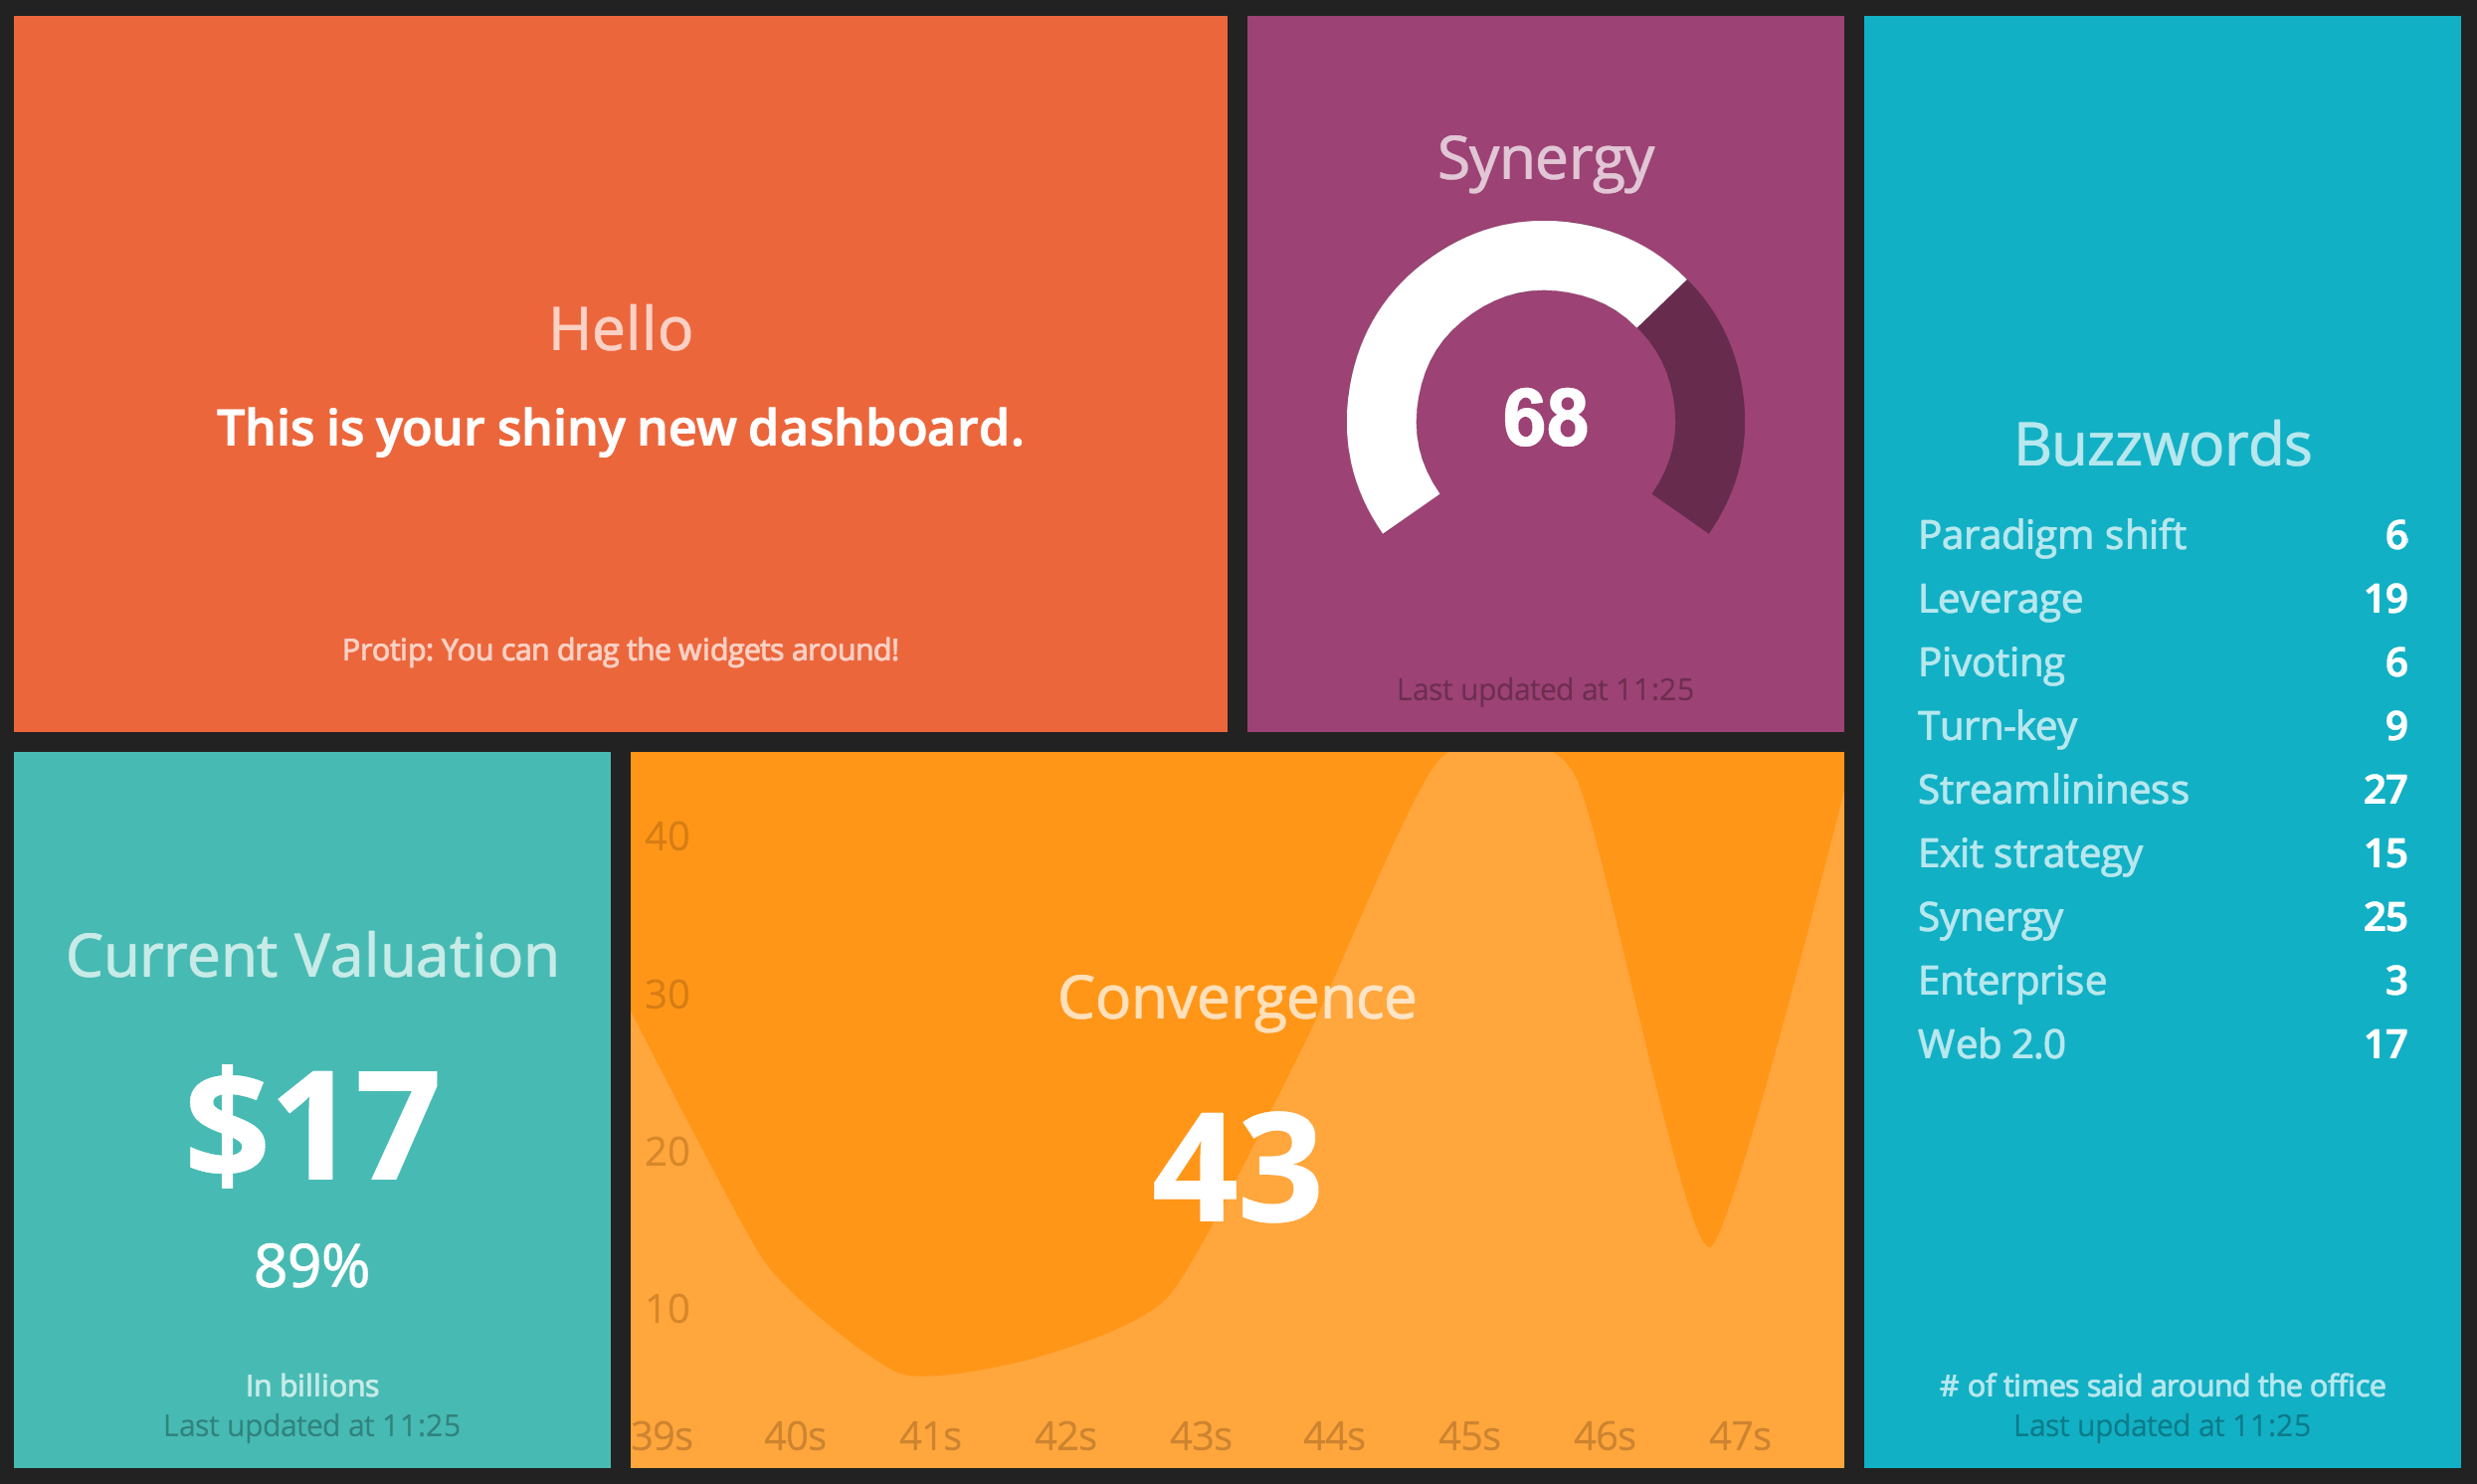 Hello
This is your shiny new dashboard.
Protip: You can drag the widgets around!
Synergy
68
Last updated at 11:25
Buzzwords
Paradigm shift 6
Leverage 19
Pivoting 6
Turn-key 9
Streamlininess 27
Exit strategy 15
Synergy 25
Enterprise 3
Web 2.0 17
# of times said around the office
Last updated at 11:25
Current Valuation
$17
89%
In billions
Last updated at 11:25
40
30
20
10
Convergence
43
39s 40s 41s 42s 43s 44s 45s 46s 47s